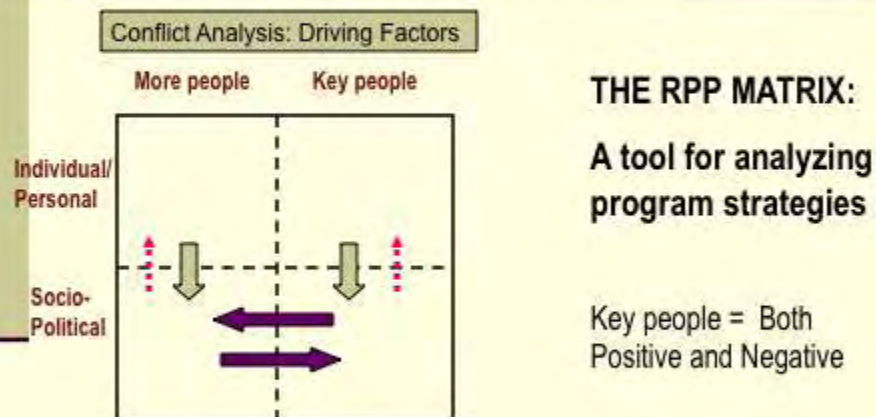 Conflict Analysis: Driving Factors
More people
Key people
Individual/
Personal
Socio-
Political
THE RPP MATRIX:
A tool for analyzing
program strategies
Key people = Both
Positive and Negative